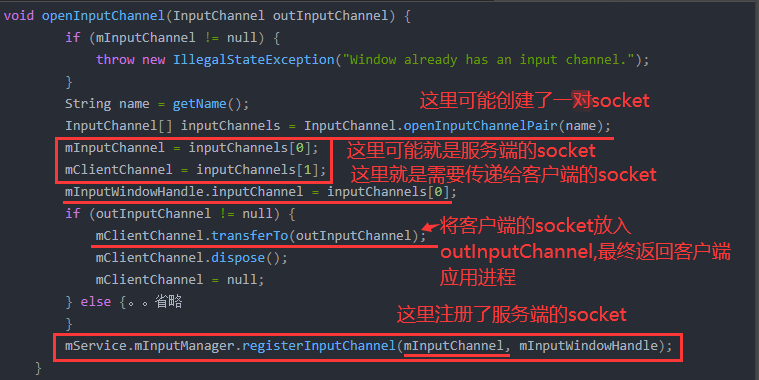 void openInputChannel(InputChannel outInputChannel) {
if (mInputChannel != null) {
throw new IllegalStateException("Window already has an input channel.");
}
String name = getName();
这里可能创建了一对socket
InputChannel[] inputChannels = InputChannel.openInputChannelPair(name);
mInputChannel = inputChannels[0];
这里可能就是服务端的socket
mClientChannel = inputChannels[1];
这里就是需要传递给客户端的socket
mInputWindowHandle.inputChannel = inputChannels[0];
if (outInputChannel != null) {
mClientChannel.transferTo(outInputChannel);
将客户端的socket放入
outInputChannel,最终返回客户端
应用进程
mClientChannel.dispose();
mClientChannel = null;
} else {。。省略
}
这里注册了服务端的socket
mService.mInputManager.registerInputChannel(mInputChannel, mInputWindowHandle);
}